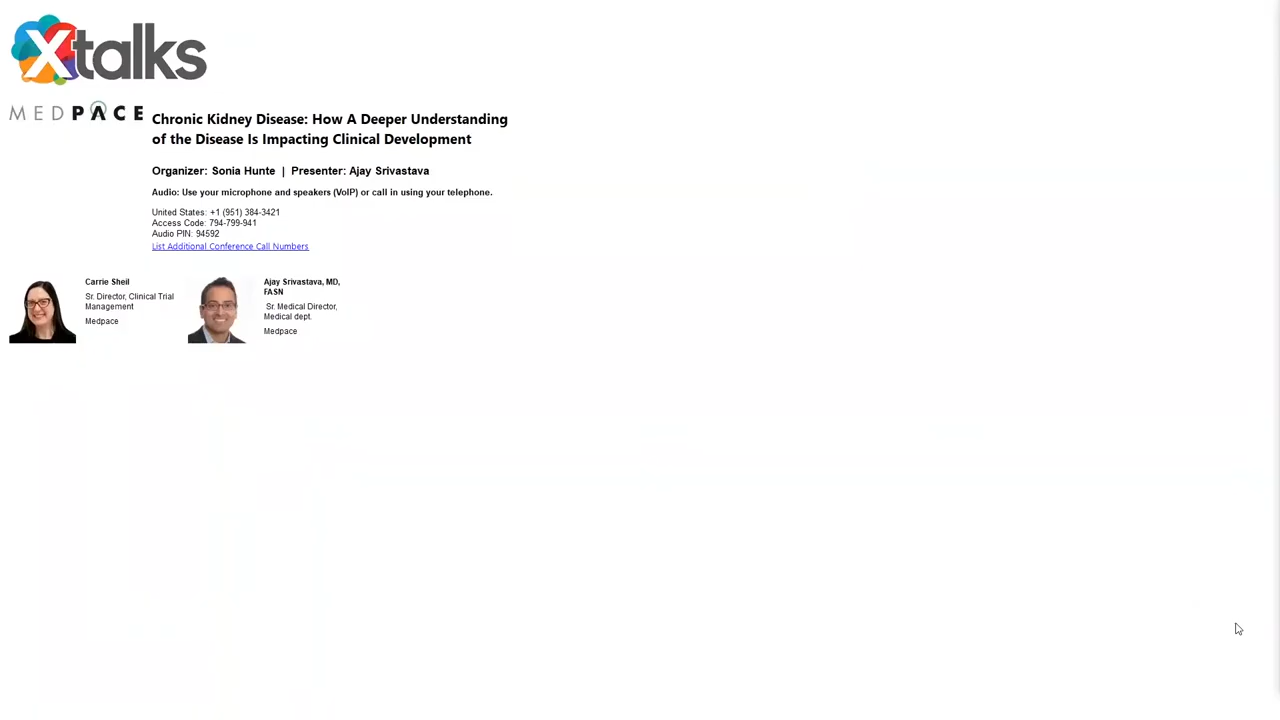 Xtalks
MEDPACE
Chronic Kidney Disease: How A Deeper Understanding
of the Disease Is Impacting Clinical Development
Organizer: Sonia Hunte | Presenter: Ajay Srivastava
Audio: Use your microphone and speakers (VoIP) or call in using your telephone.
United States: +1 (951) 384-3421
Access Code: 794-799-941
Audio PIN: 94592
List Additional Conference Call Numbers
Carrie Sheil
Sr. Director, Clinical Trial
Management
Medpace
Ajay Srivastava, MD,
FASN
Sr. Medical Director,
Medical dept.
Medpace